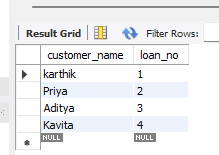 Result Grid Filter Rows:
customer_name loan_no
karthik 1
Priya 2
Aditya 3
Kavita 4
NULL NULL